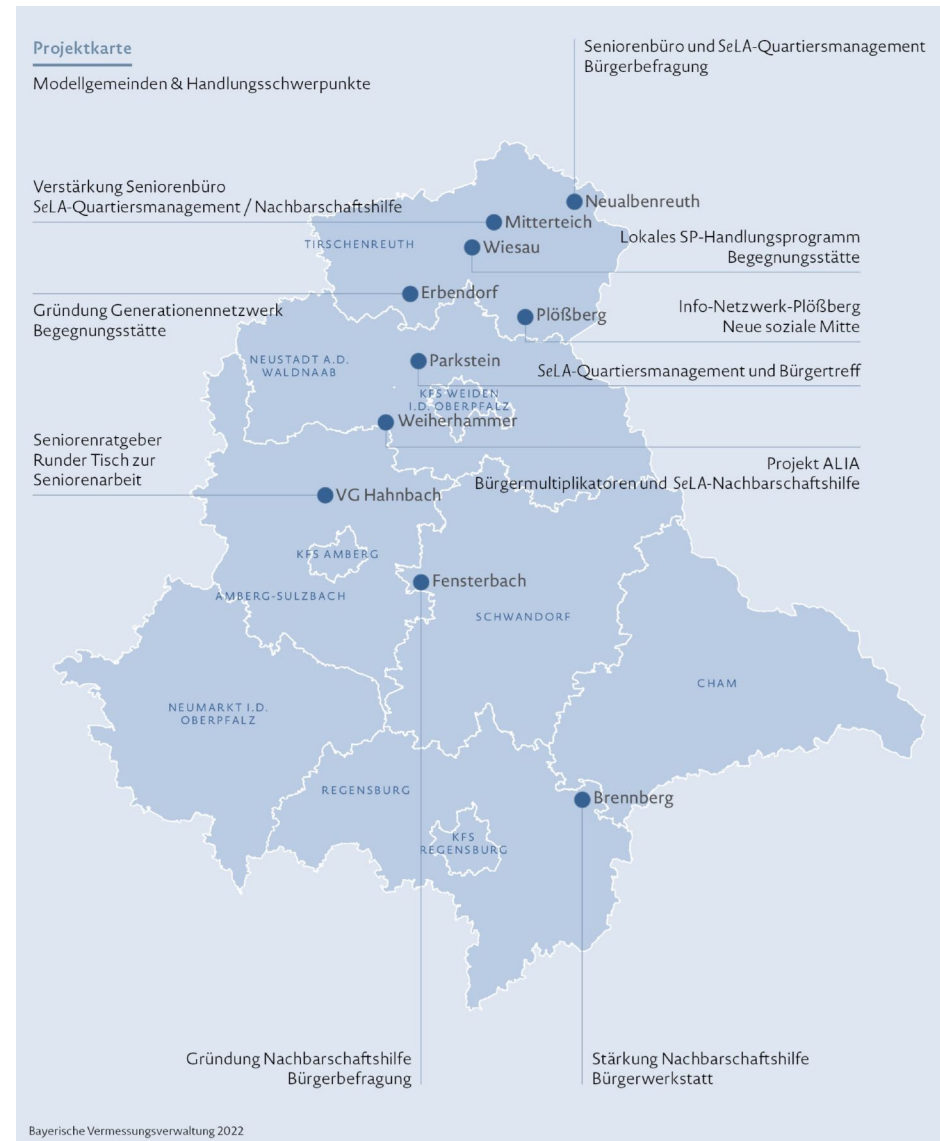 Projektkarte
Modellgemeinden & Handlungsschwerpunkte
Seniorenbüro und SeLA-Quartiersmanagement
Bürgerbefragung
Verstärkung Seniorenbüro
SeLA-Quartiersmanagement / Nachbarschaftshilfe
Neualbenreuth
Mitterteich
TIRSCHENREUTH
Wiesau
Lokales SP-Handlungsprogramm
Begegnungsstätte
Erbendorf
Gründung Generationennetzwerk
Begegnungsstätte
Plößberg
Info-Netzwerk-Plößberg
Neue soziale Mitte
NEUSTADT A.D.
WALDNAAB
Parkstein
SeLA-Quartiersmanagement und Bürgertreff
KFS WEIDEN
I.D. OBERPFALZ
Weiherhammer
Seniorenratgeber
Runder Tisch zur
Seniorenarbeit
Projekt ALIA
Bürgermultiplikatoren und SeLA-Nachbarschaftshilfe
VG Hahnbach
KFS AMBERG
AMBERG-SULZBACH
Fensterbach
SCHWANDORF
CHAM
NEUMARKT I.D.
OBERPFALZ
REGENSBURG
Brennberg
KFS
REGENSBURG
Gründung Nachbarschaftshilfe
Bürgerbefragung
Stärkung Nachbarschaftshilfe
Bürgerwerkstatt
Bayerische Vermessungsverwaltung 2022